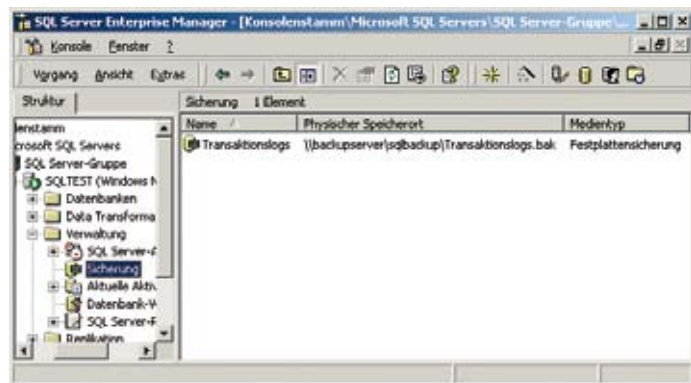 SQL Server Enterprise Manager - [Konsolenstamm\Microsoft SQL Servers\SQL Server-Gruppe\...
Konsole Fenster ?
Vorgang Ansicht Extras
Struktur
Sicherung 1 Element
Name Physischer Speicherort Medientyp
Transaktionslogs \\backupserver\sqlbackup\Transaktionslogs.bak Festplattensicherung
lenstamm
crosoft SQL Servers
SQL Server-Gruppe
SQLTEST (Windows N
Datenbanken
Data Transforma
Verwaltung
SQL Server-A
Sicherung
Aktuelle Aktiv
Datenbank-W
SQL Server-F
Replikation